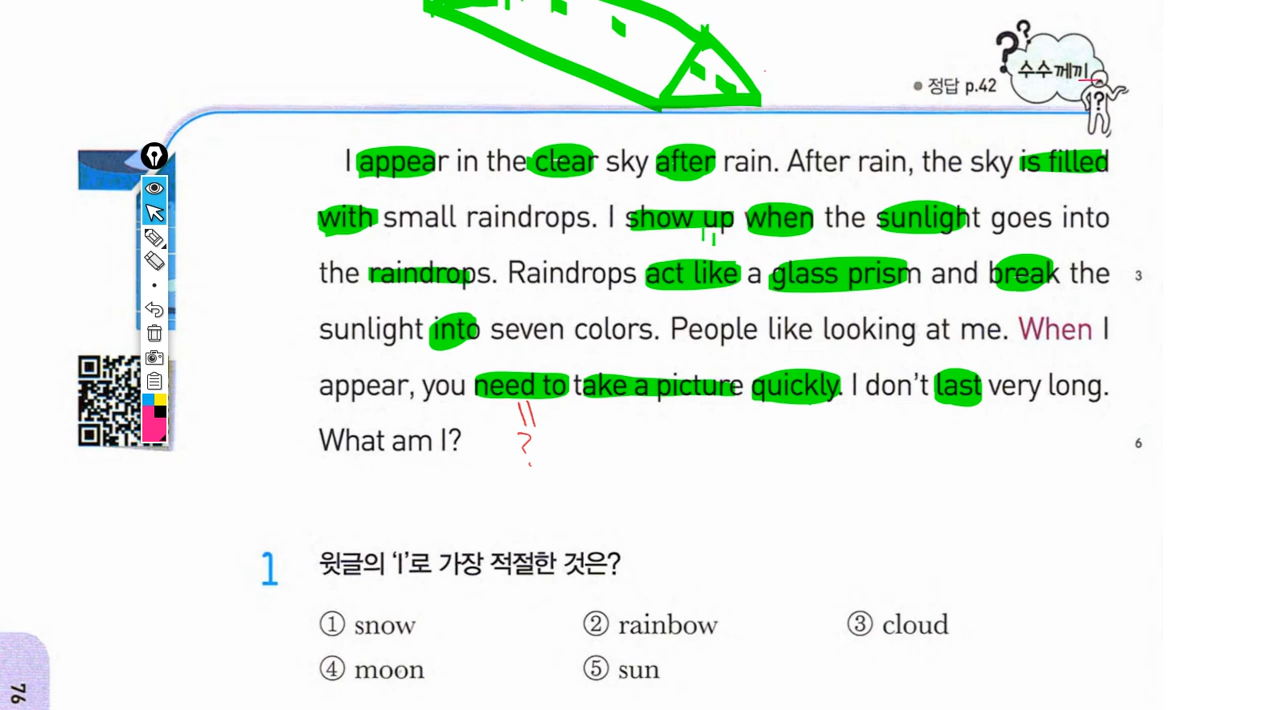 수수께끼
● 정답 p.42
I appear in the clear sky after rain. After rain, the sky is filled
with small raindrops. I show up when the sunlight goes into
the raindrops. Raindrops act like a glass prism and break the 3
sunlight into seven colors. People like looking at me. When I
appear, you need to take a picture quickly. I don't last very long.
What am I? 6
?
1 윗글의 'I'로 가장 적절한 것은?
① snow ② rainbow ③ cloud
④ moon ⑤ sun
76